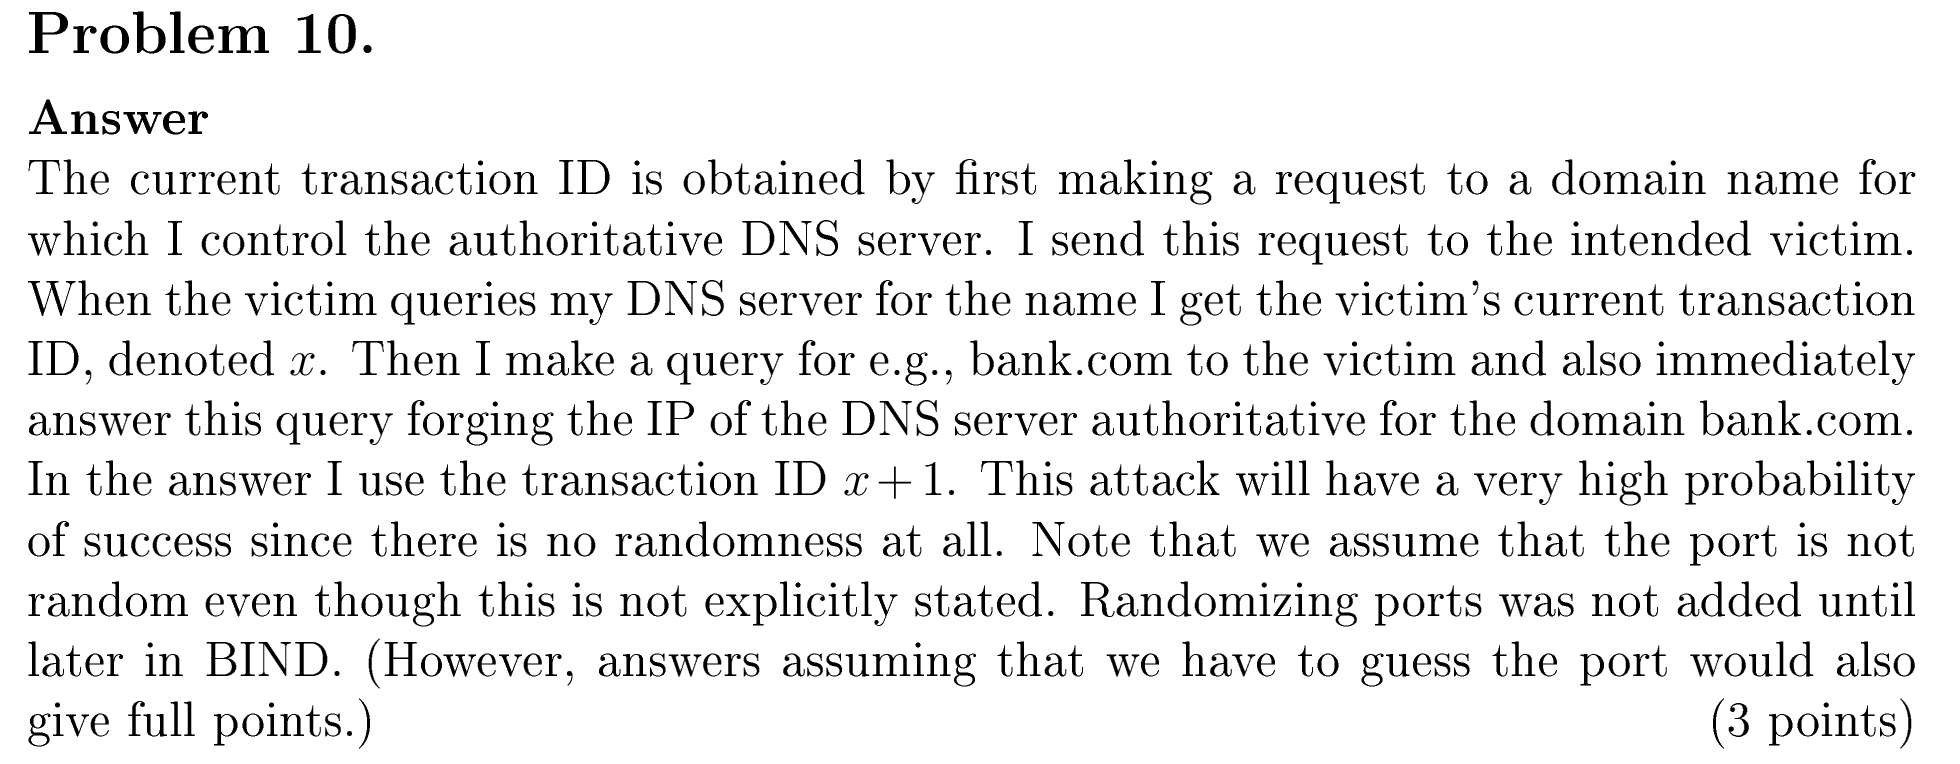 Problem 10.
Answer
The current transaction ID is obtained by first making a request to a domain name for
which I control the authoritative DNS server. I send this request to the intended victim.
When the victim queries my DNS server for the name I get the victim's current transaction
ID, denoted x. Then I make a query for e.g., bank.com to the victim and also immediately
answer this query forging the IP of the DNS server authoritative for the domain bank.com.
In the answer I use the transaction ID x + 1. This attack will have a very high probability
of success since there is no randomness at all. Note that we assume that the port is not
random even though this is not explicitly stated. Randomizing ports was not added until
later in BIND. (However, answers assuming that we have to guess the port would also
give full points.) (3 points)